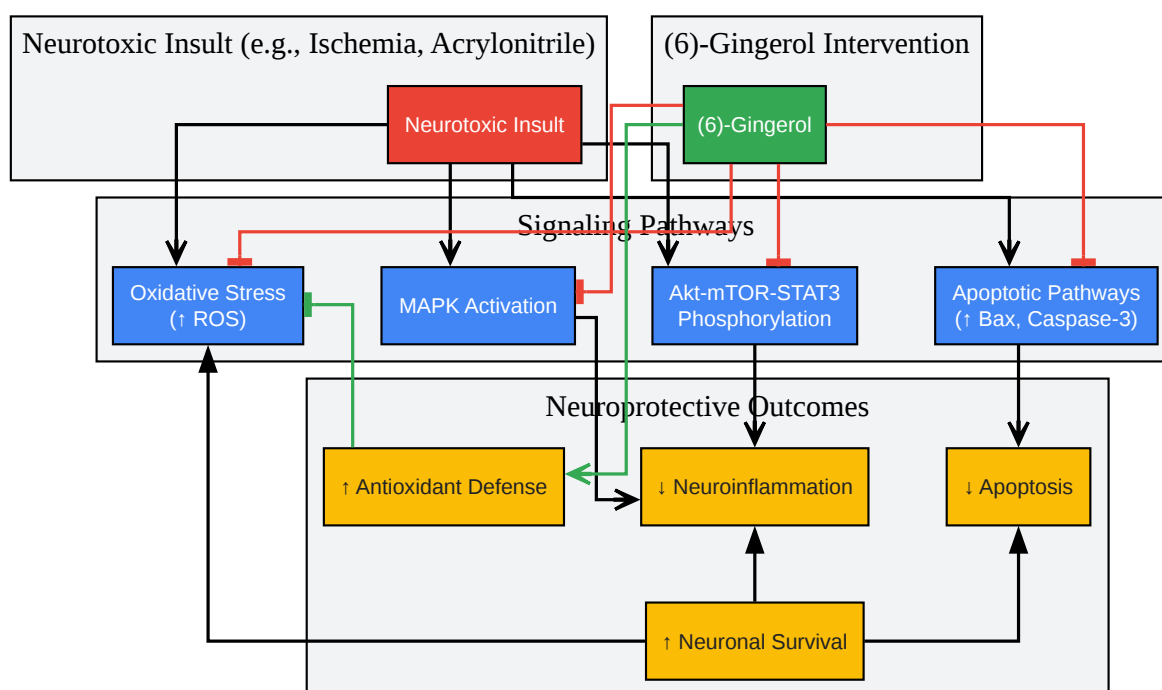 Neurotoxic Insult (e.g., Ischemia, Acrylonitrile)
(6)-Gingerol Intervention
Neurotoxic Insult
(6)-Gingerol
Signaling Pathways
Oxidative Stress
(↑ ROS)
MAPK Activation
Akt-mTOR-STAT3
Phosphorylation
Apoptotic Pathways
(↑ Bax, Caspase-3)
Neuroprotective Outcomes
↑ Antioxidant Defense
↓ Neuroinflammation
↓ Apoptosis
↑ Neuronal Survival